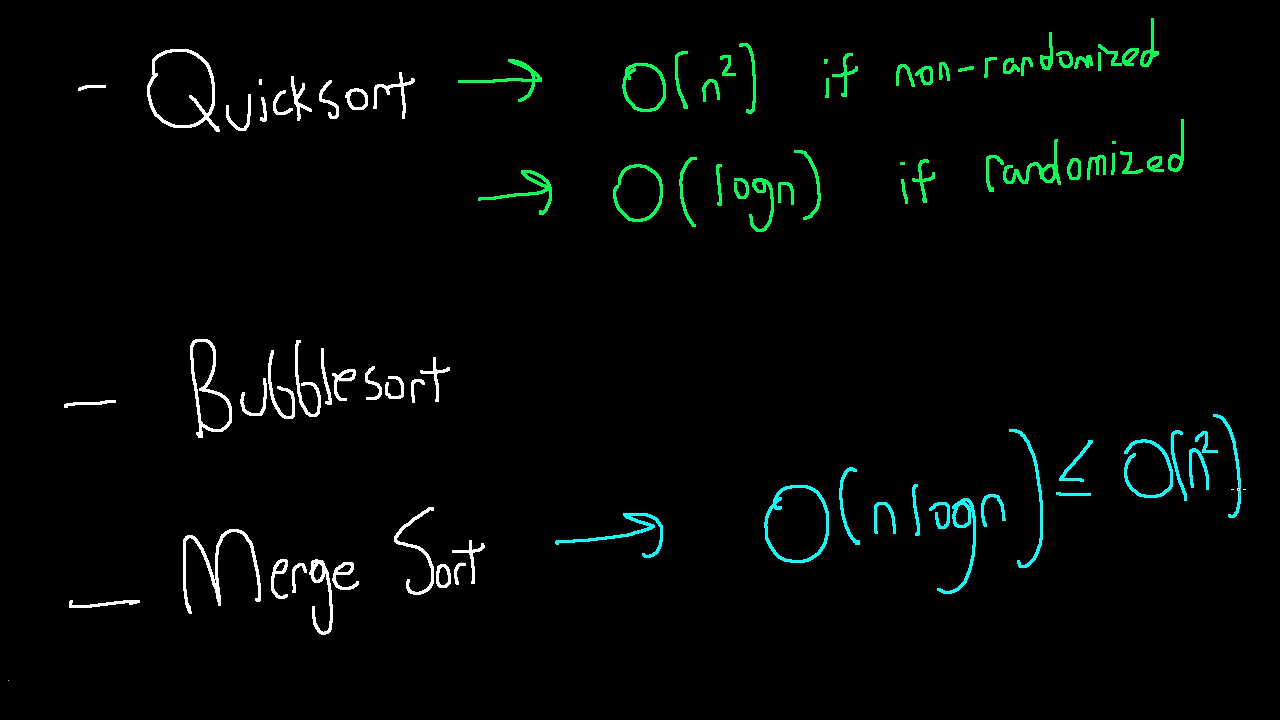 - Quicksort → O(n²) if non-randomized
→ O(logn) if randomized
- Bubblesort
- Merge Sort → O(nlogn) ≤ O(n²)